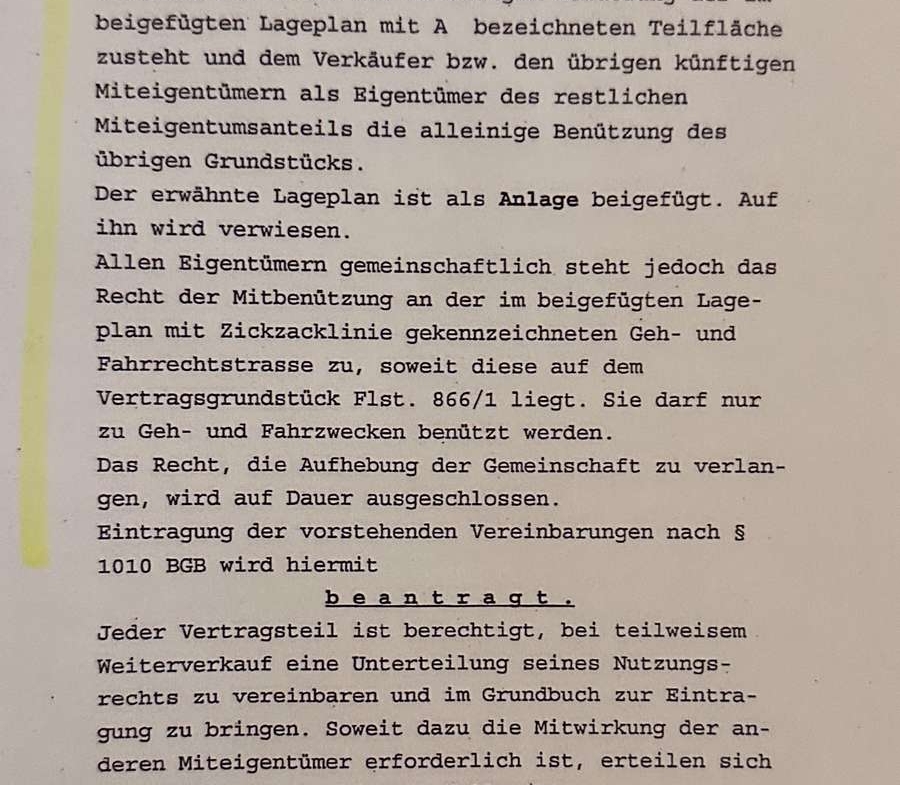 beigefügten Lageplan mit A bezeichneten Teilfläche
zusteht und dem Verkäufer bzw. den übrigen künftigen
Miteigentümern als Eigentümer des restlichen
Miteigentumsanteils die alleinige Benützung des
übrigen Grundstücks.
Der erwähnte Lageplan ist als Anlage beigefügt. Auf
ihn wird verwiesen.
Allen Eigentümern gemeinschaftlich steht jedoch das
Recht der Mitbenützung an der im beigefügten Lage-
plan mit Zickzacklinie gekennzeichneten Geh- und
Fahrrechtstrasse zu, soweit diese auf dem
Vertragsgrundstück Flst. 866/1 liegt. Sie darf nur
zu Geh- und Fahrzwecken benützt werden.
Das Recht, die Aufhebung der Gemeinschaft zu verlan-
gen, wird auf Dauer ausgeschlossen.
Eintragung der vorstehenden Vereinbarungen nach §
1010 BGB wird hiermit
b e a n t r a g t .
Jeder Vertragsteil ist berechtigt, bei teilweisem
Weiterverkauf eine Unterteilung seines Nutzungs-
rechts zu vereinbaren und im Grundbuch zur Eintra-
gung zu bringen. Soweit dazu die Mitwirkung der an-
deren Miteigentümer erforderlich ist, erteilen sich